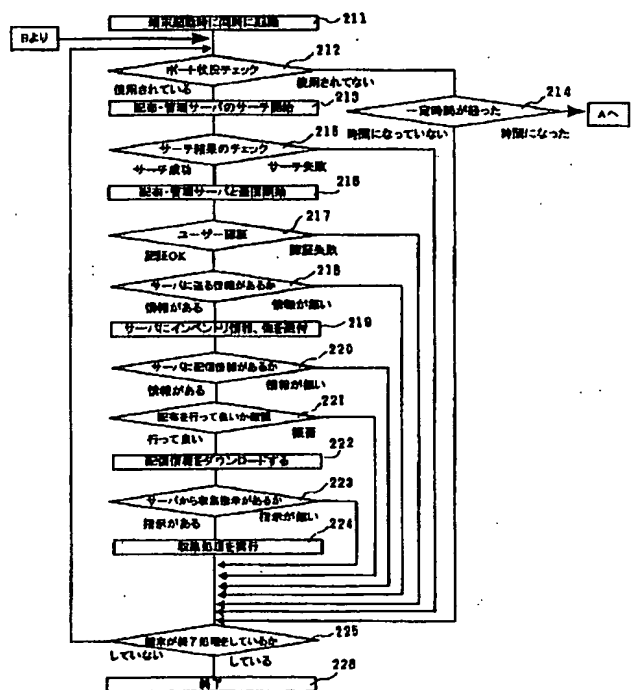 211
Bより
212
ポート状況チェック
使用されている
使用されてない
213
配布・管理サーバのサーチ開始
214
一定時間が経った
Aへ
時間になっていない
時間になった
215
サーチ結果のチェック
サーチ成功
サーチ失敗
216
配布・管理サーバと通信開始
217
ユーザー認証
認証OK
認証失敗
218
サーバに送る情報があるか
情報がある
情報が無い
219
サーバにインベントリ情報、他を送付
220
サーバに配信情報があるか
情報がある
情報が無い
221
配布を行って良いか確認
行って良い
拒否
222
配信情報をダウンロードする
223
サーバから収集指示があるか
指示がある
指示が無い
224
収集処理を実行
225
端末が終了処理をしているか
していない
している
226
終了